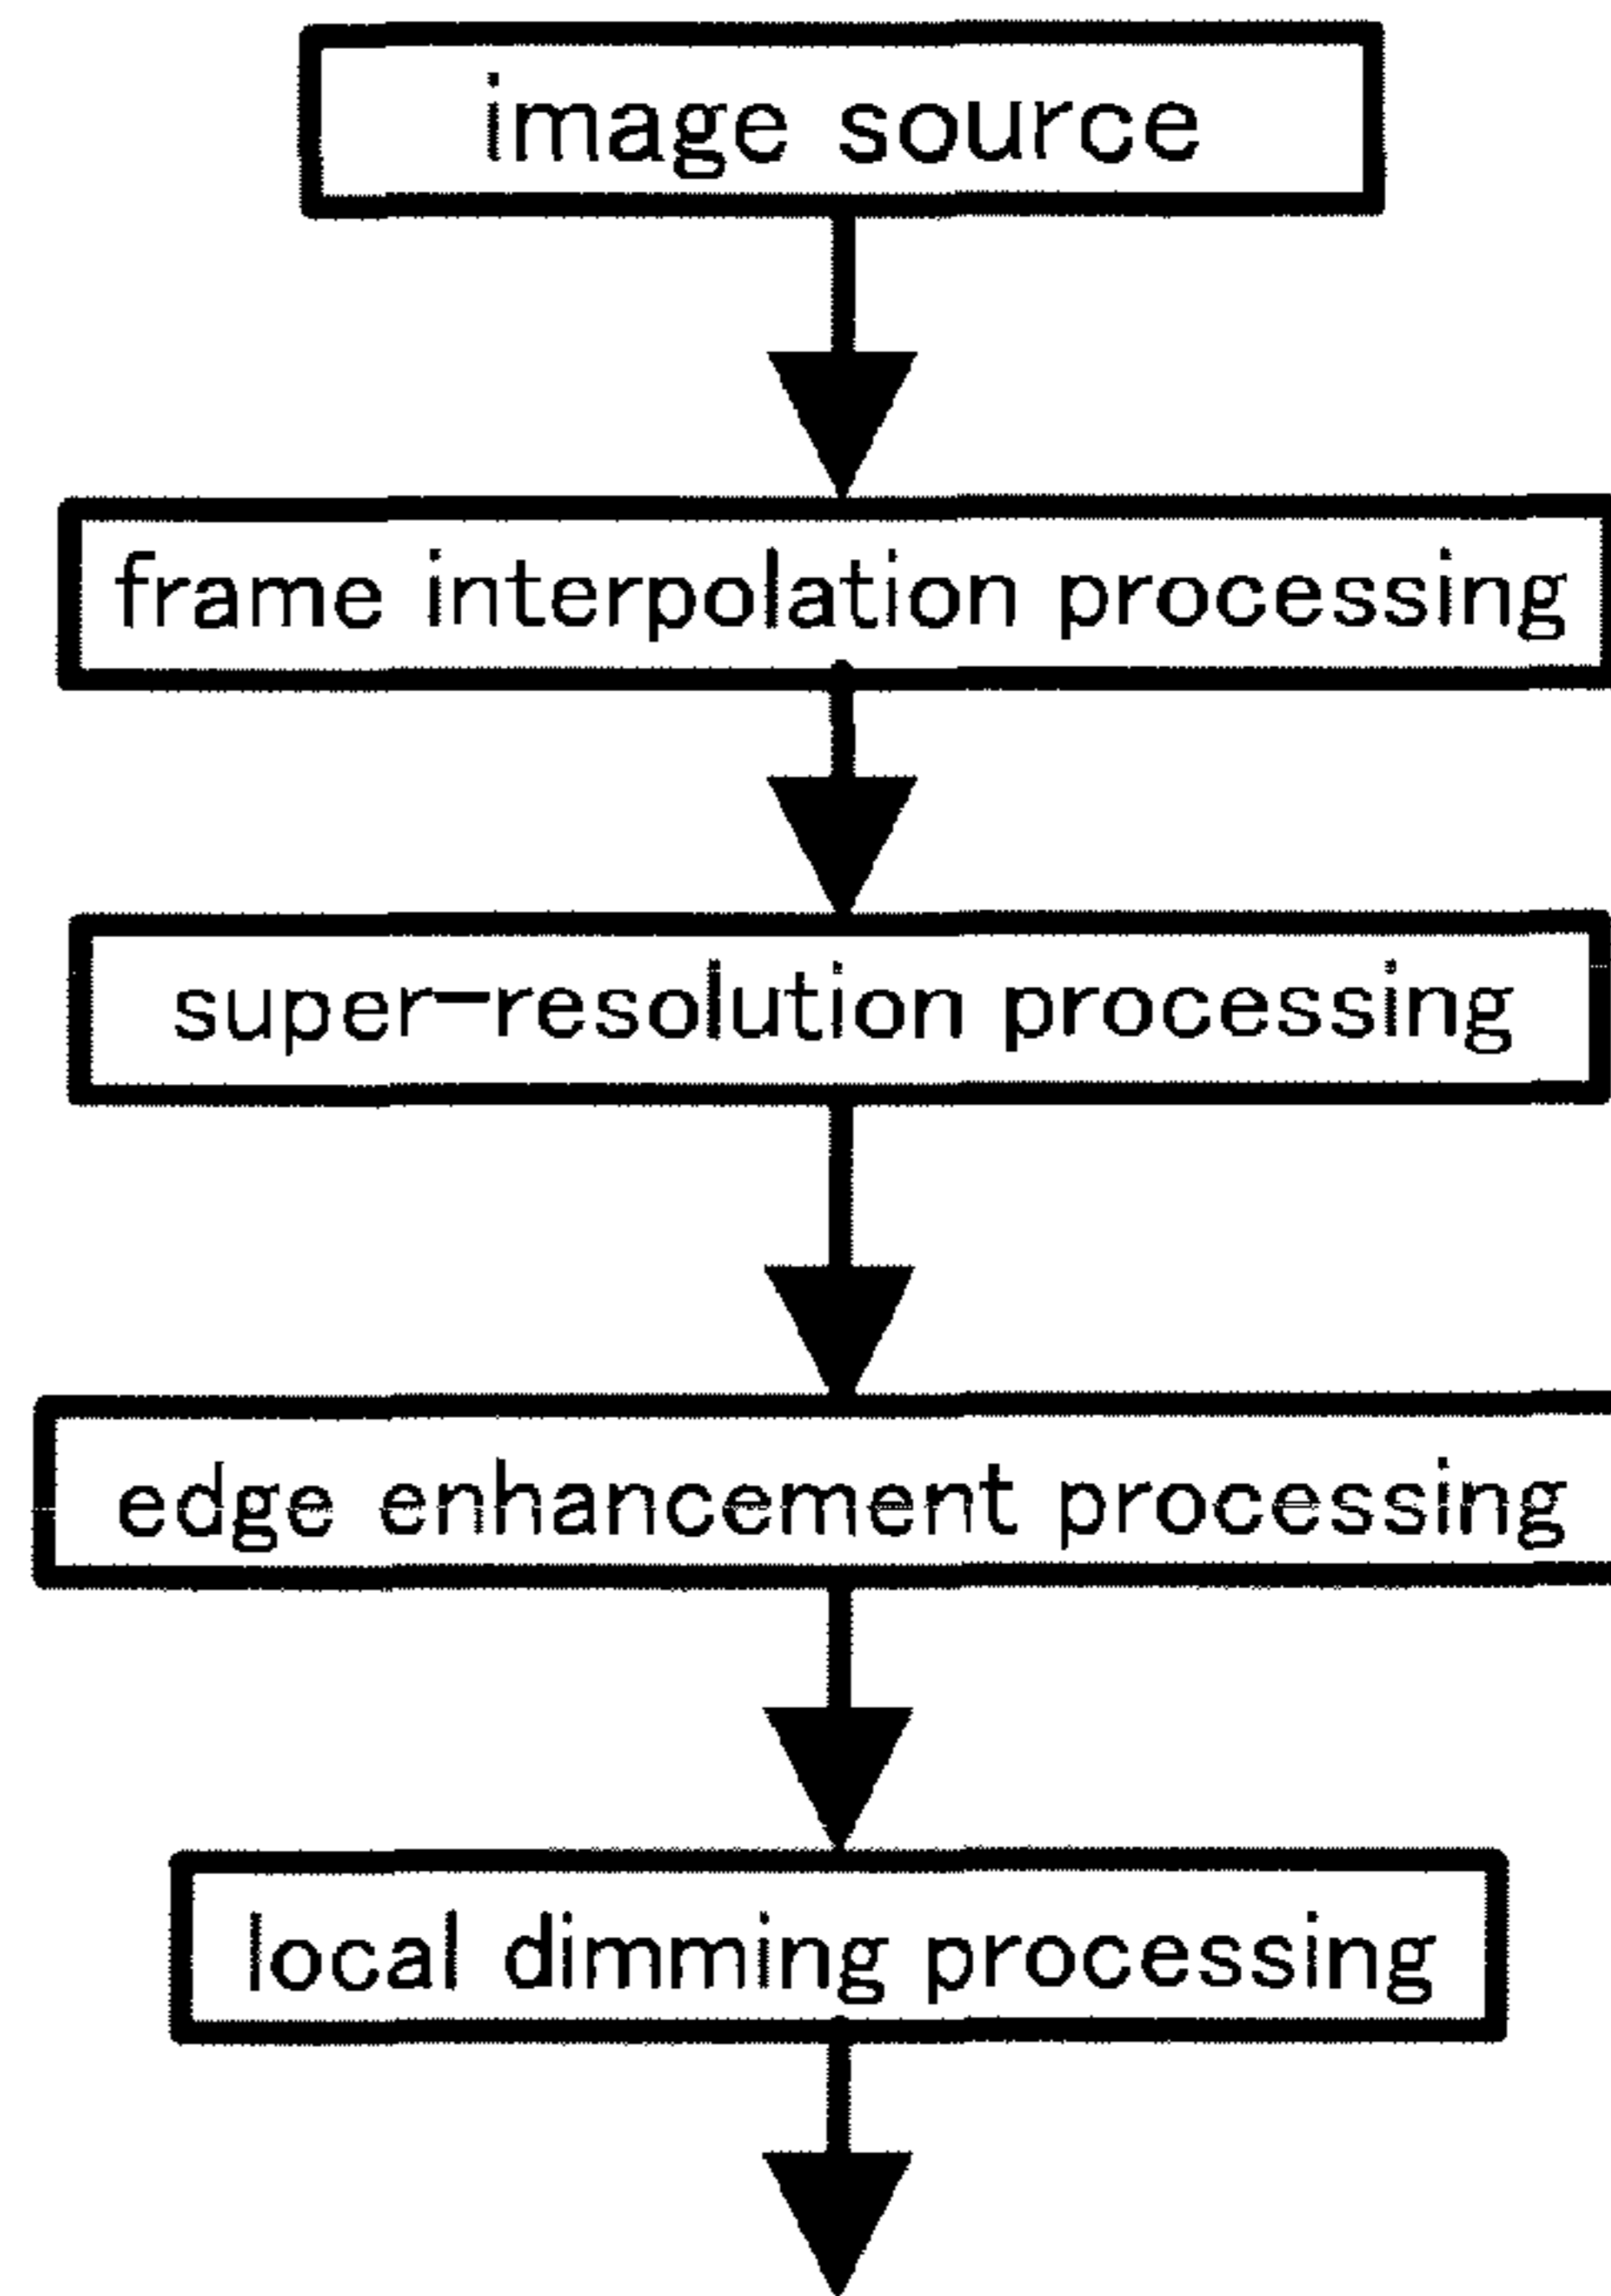 image source
frame interpolation processing
super-resolution processing
edge enhancement processing
local dimming processing